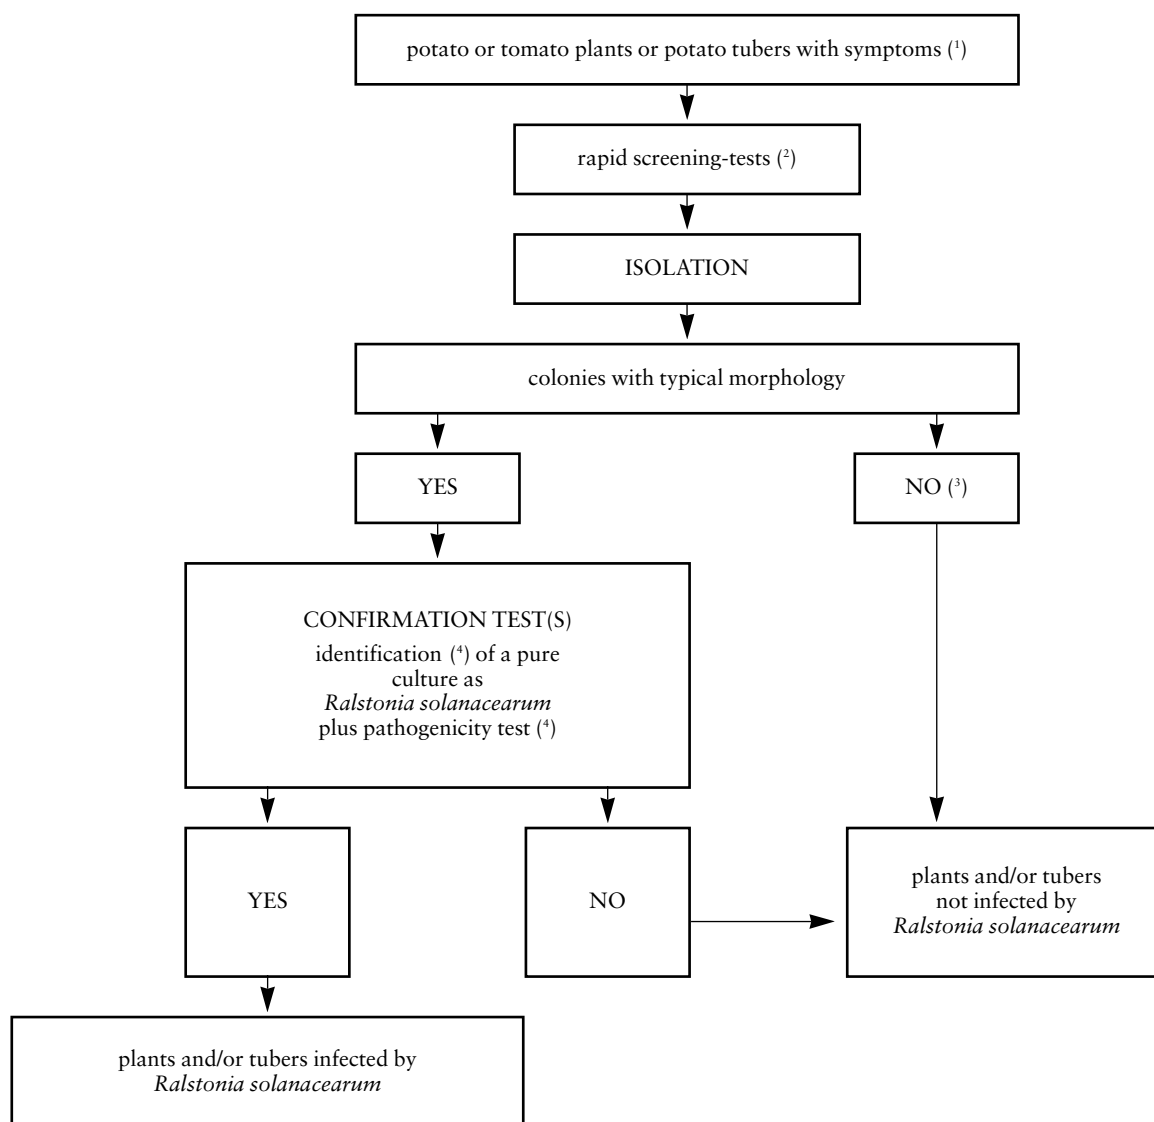 potato or tomato plants or potato tubers with symptoms (¹)
rapid screening-tests (²)
ISOLATION
colonies with typical morphology
YES
NO (³)
CONFIRMATION TEST(S)
identification (⁴) of a pure
culture as
Ralstonia solanacearum
plus pathogenicity test (⁴)
YES
NO
plants and/or tubers
not infected by
Ralstonia solanacearum
plants and/or tubers infected by
Ralstonia solanacearum